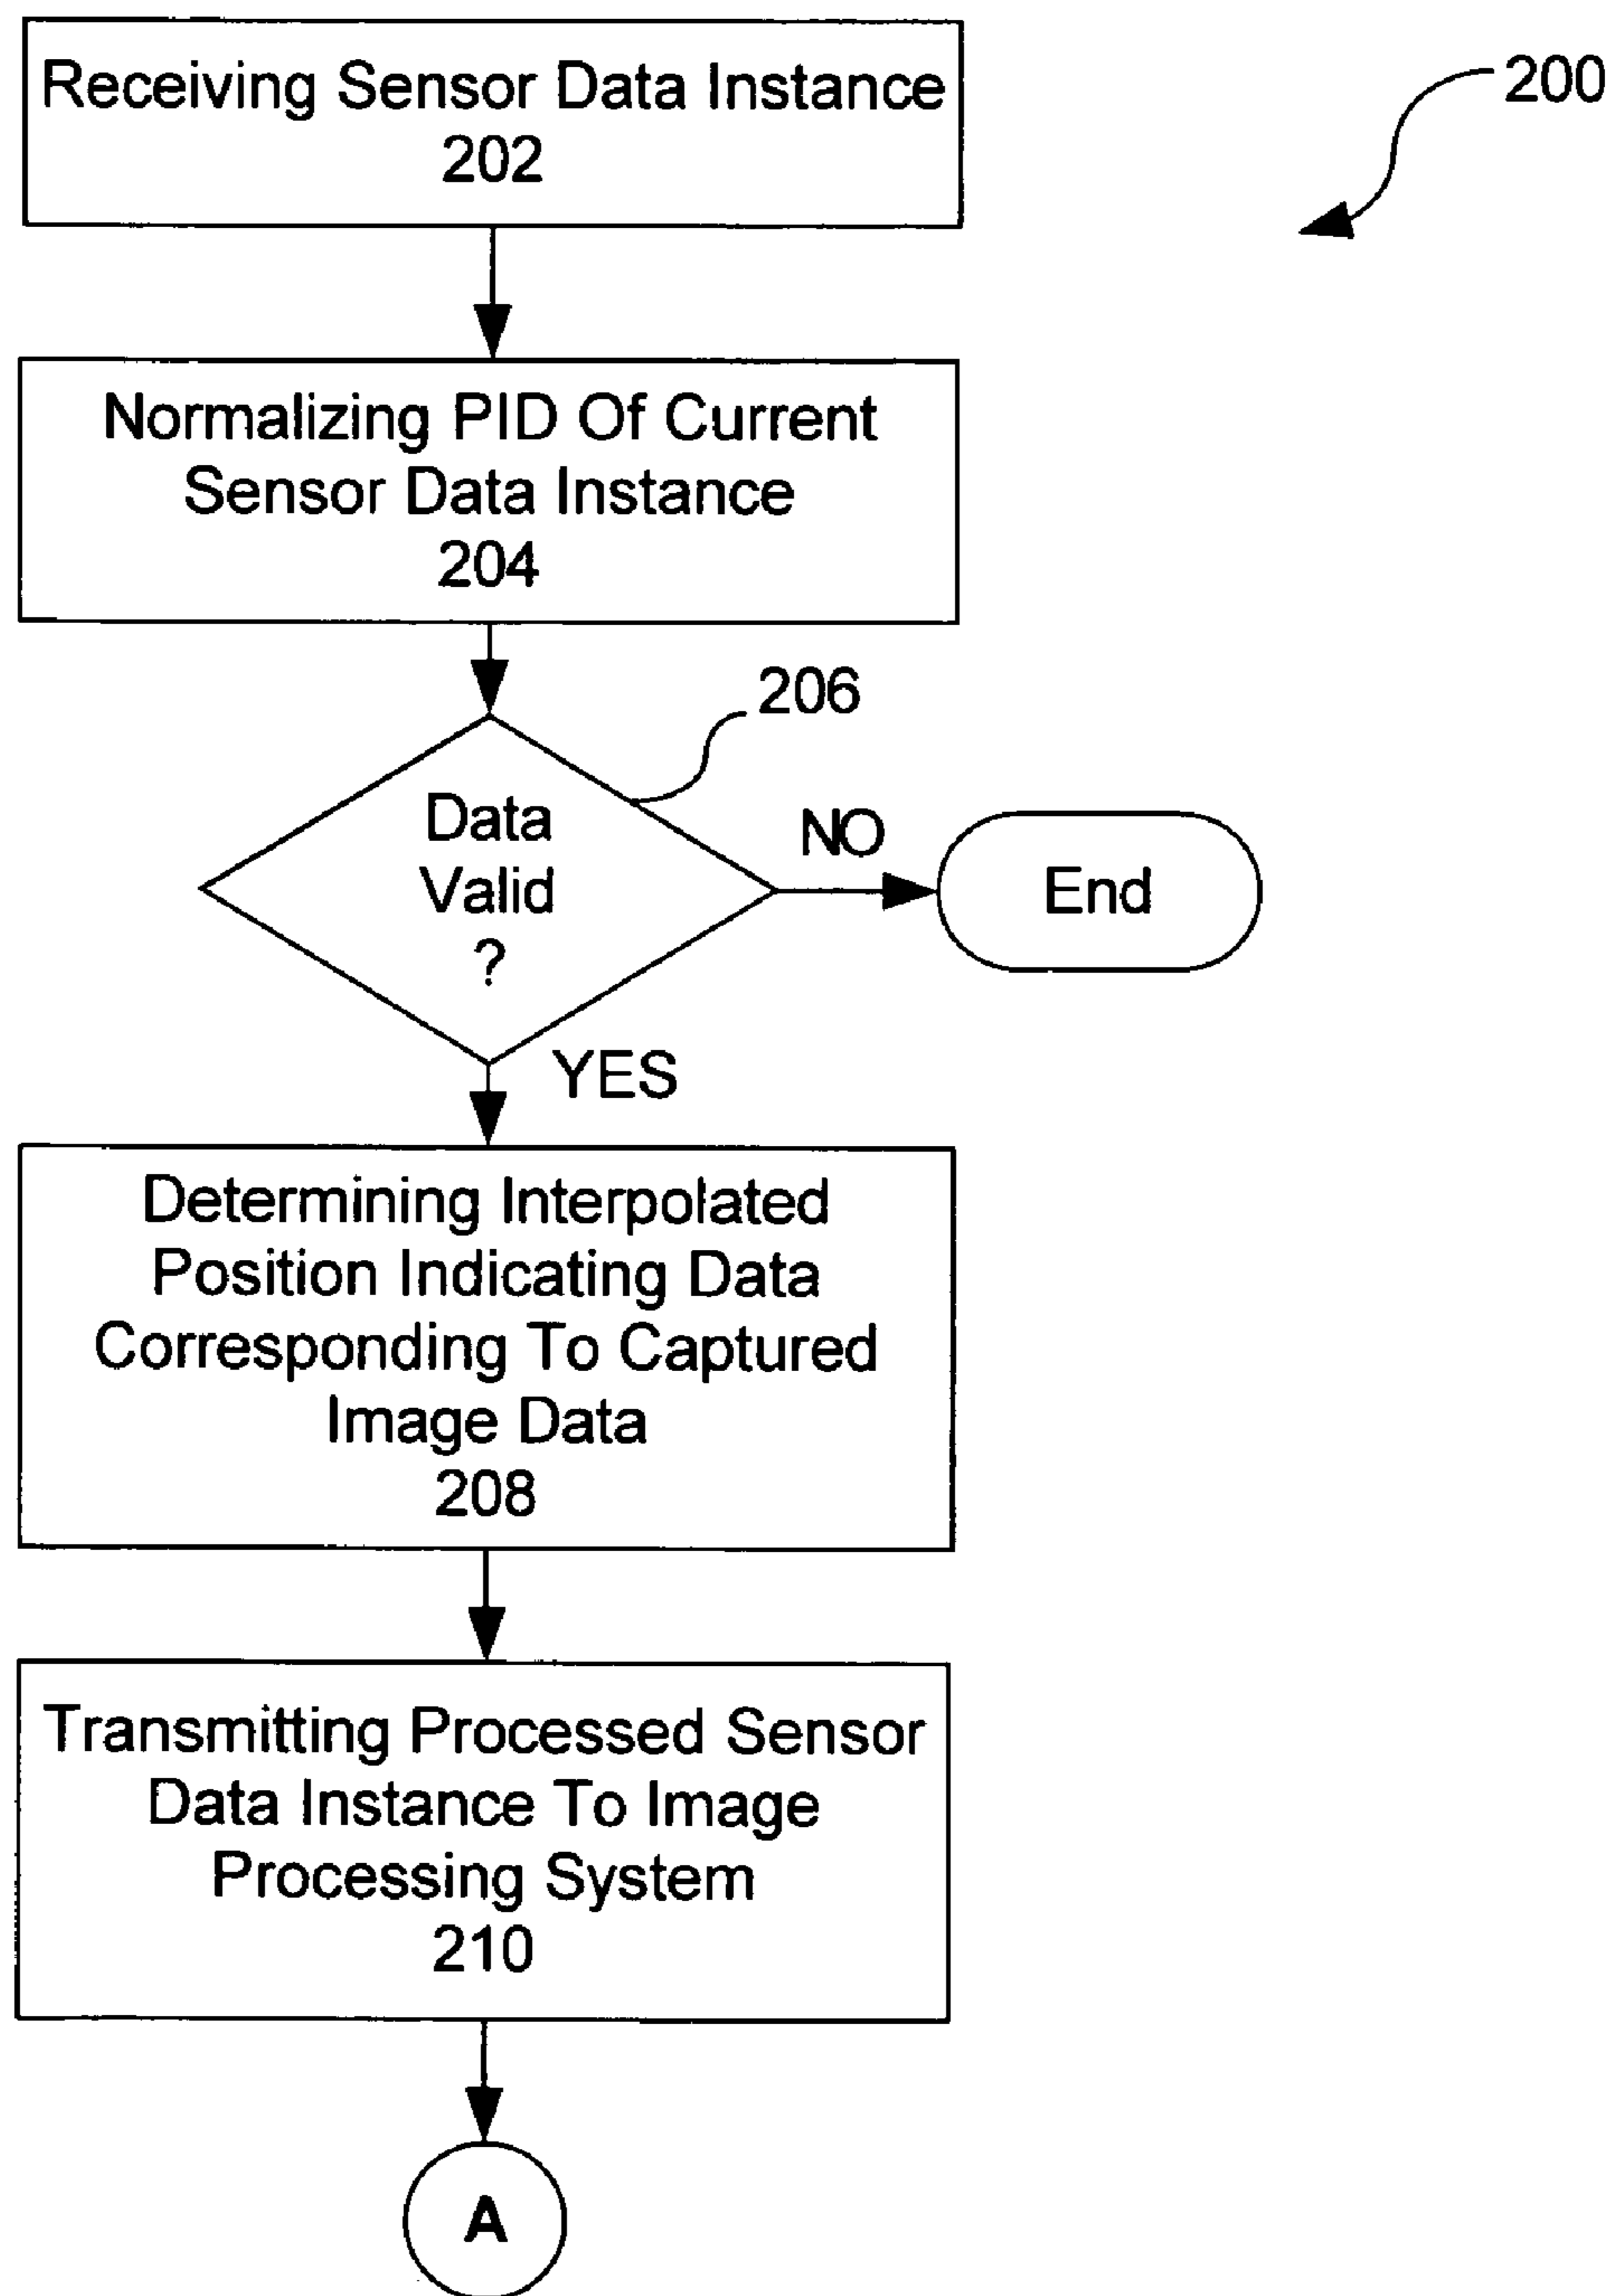 Receiving Sensor Data Instance
202
200
Normalizing PID Of Current
Sensor Data Instance
204
206
Data
Valid
?
NO
End
YES
Determining Interpolated
Position Indicating Data
Corresponding To Captured
Image Data
208
Transmitting Processed Sensor
Data Instance To Image
Processing System
210
A